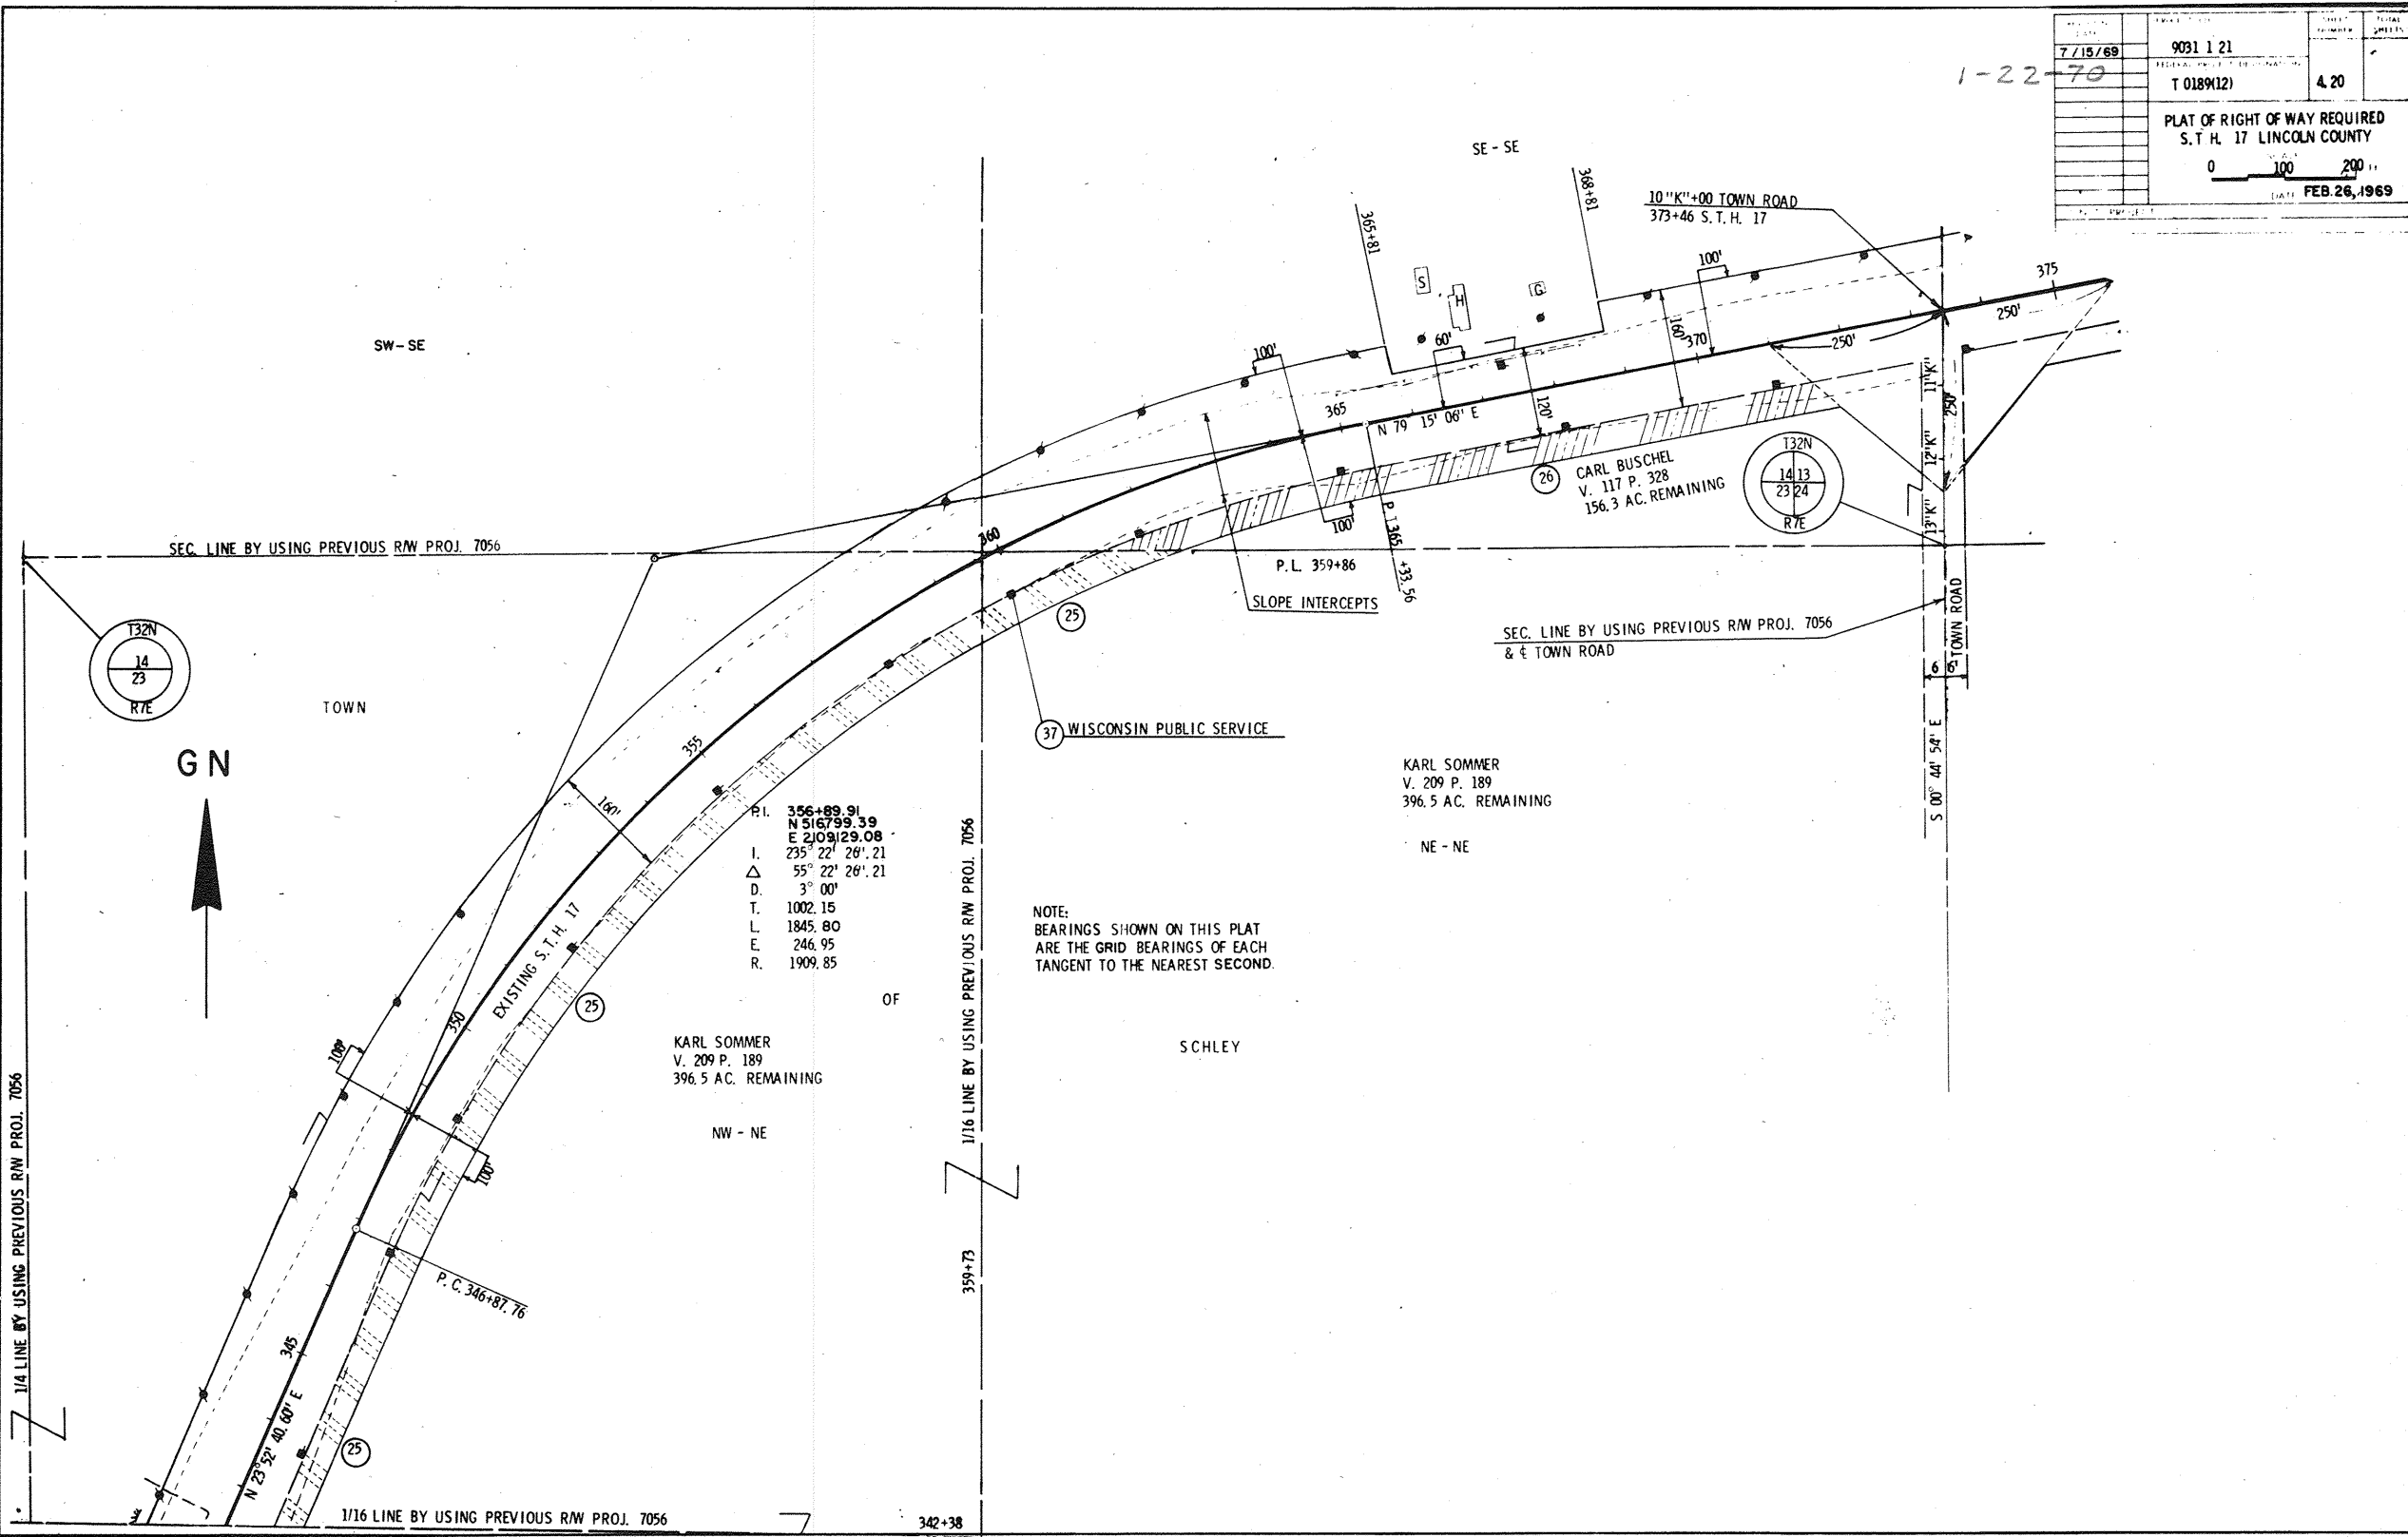 1-22-70
7/15/69
9031 1 21
T 0189(12)
4.20
PLAT OF RIGHT OF WAY REQUIRED
S.T H. 17 LINCOLN COUNTY
0 100 200
DATE FEB.26,1969
SE - SE
365+81
368+81
10 "K"+00 TOWN ROAD
373+46 S.T.H. 17
100'
375
S
H
G
250'
SW-SE
100'
60'
160'
370
250'
11"K"
250'
365
N 79 15' 06" E
120'
12"K"
26
CARL BUSCHEL
V. 117 P. 328
156.3 AC. REMAINING
T32N
14 13
23 24
R7E
13"K"
100'
SEC. LINE BY USING PREVIOUS R/W PROJ. 7056
360
P.L. 359+86
+33.56
SLOPE INTERCEPTS
25
SEC. LINE BY USING PREVIOUS R/W PROJ. 7056
& ₵ TOWN ROAD
TOWN ROAD
6 6'
T32N
14
23
R7E
TOWN
37
WISCONSIN PUBLIC SERVICE
S 00° 44' 54" E
GN
355
160'
KARL SOMMER
V. 209 P. 189
396.5 AC. REMAINING
NE - NE
P.I. 356+89.91
N 516,799.39
E 2,109,129.08
I. 235° 22' 26".21
△ 55° 22' 26".21
D. 3° 00'
T. 1002.15
L. 1845.80
E. 246.95
R. 1909.85
1/16 LINE BY USING PREVIOUS R/W PROJ. 7056
NOTE:
BEARINGS SHOWN ON THIS PLAT
ARE THE GRID BEARINGS OF EACH
TANGENT TO THE NEAREST SECOND.
EXISTING S.T.H. 17
25
OF
350
KARL SOMMER
V. 209 P. 189
396.5 AC. REMAINING
SCHLEY
100'
NW - NE
100'
1/4 LINE BY USING PREVIOUS R/W PROJ. 7056
P.C. 346+87.76
359+73
345
N 23° 52' 40.60" E
25
1/16 LINE BY USING PREVIOUS R/W PROJ. 7056
342+38